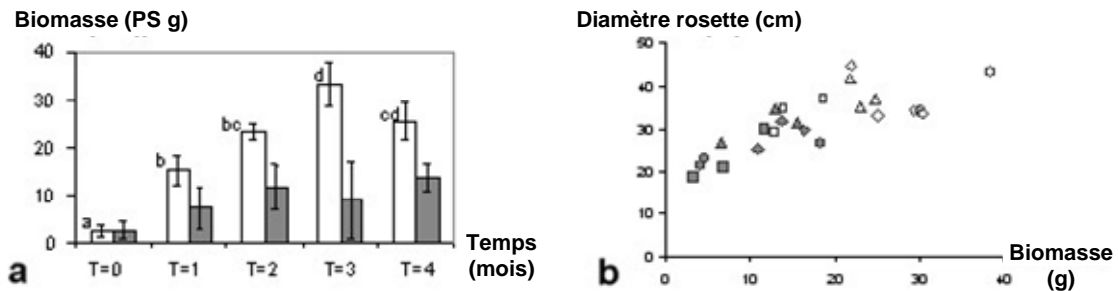 Biomasse (PS g)
40
30
20
10
0
a
b
bc
d
cd
T=0
T=1
T=2
T=3
T=4
Temps
(mois)
a
Diamètre rosette (cm)
50
40
30
20
10
0
0
10
20
30
40
Biomasse
(g)
b